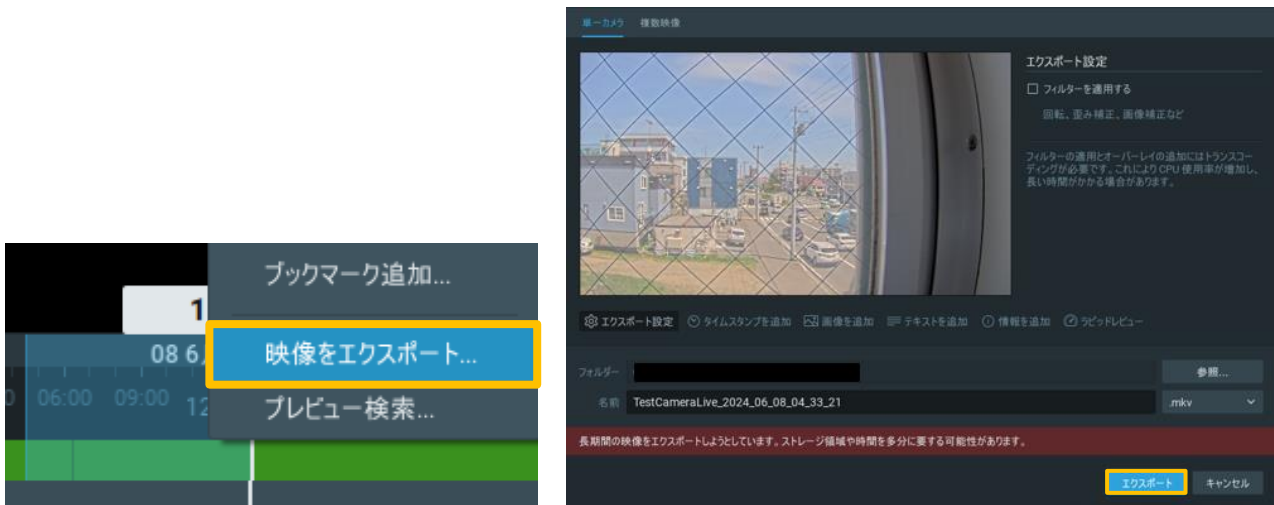 ブックマーク追加...
1
08 6
映像をエクスポート...
06:00 09:00 12
プレビュー検索...
単一カメラ 複数映像
エクスポート設定
フィルターを適用する
回転、歪み補正、画像補正など
フィルターの適用とオーバーレイの追加にはトランスコー
ディングが必要です。これによりCPU 使用率が増加し、
長い時間がかかる場合があります。
エクスポート設定 タイムスタンプを追加 画像を追加 テキストを追加 情報を追加 ラピッドレビュー
フォルダー 参照...
名前 TestCameraLive_2024_06_08_04_33_21 .mkv
長期間の映像をエクスポートしようとしています。ストレージ領域や時間を多分に要する可能性があります。
エクスポート キャンセル